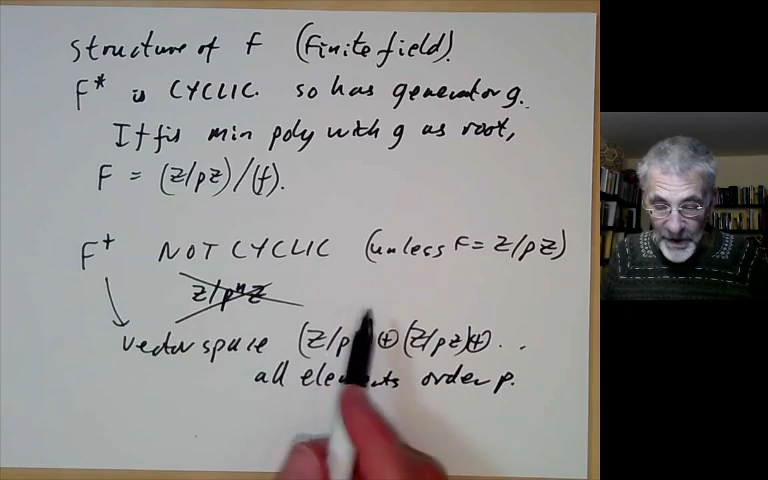 Structure of F (Finite field).
F* is CYCLIC. so has generator g.
If f is min poly with g as root,
F = (Z/pZ)/(f).
F+ NOT CYCLIC (unless F = Z/pZ)
Z/pⁿZ
vector space (Z/p ⊕ (Z/pZ) ⊕ . . .
all elements order p.